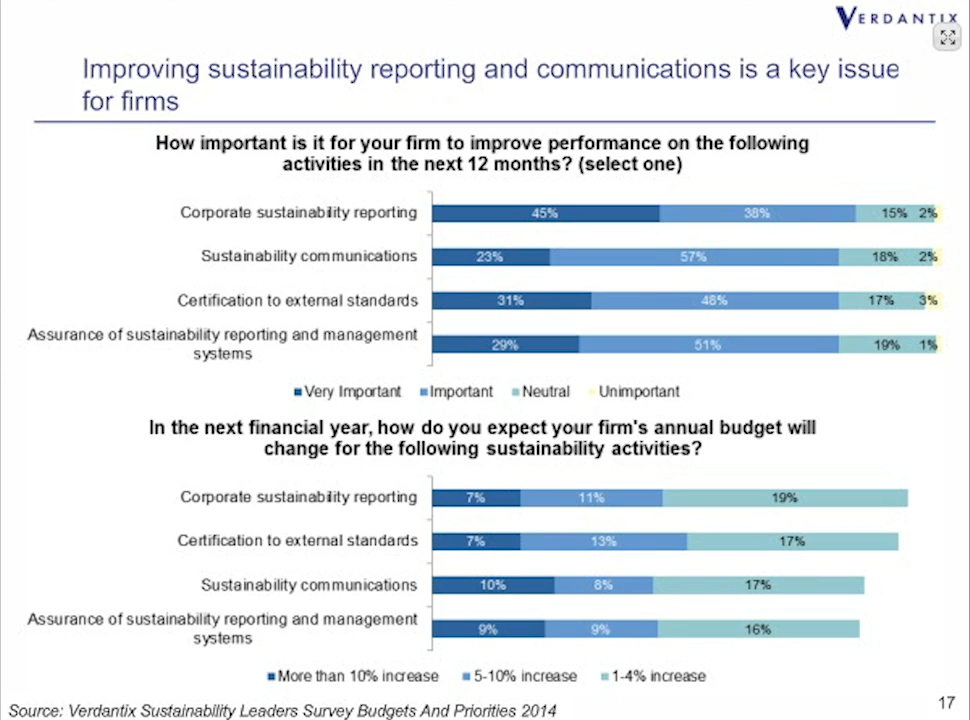 VERDANTIX
Improving sustainability reporting and communications is a key issue
for firms
How important is it for your firm to improve performance on the following
activities in the next 12 months? (select one)
Corporate sustainability reporting 45% 38% 15% 2%
Sustainability communications 23% 57% 18% 2%
Certification to external standards 31% 48% 17% 3%
Assurance of sustainability reporting and management
systems 29% 51% 19% 1%
Very Important Important Neutral Unimportant
In the next financial year, how do you expect your firm's annual budget will
change for the following sustainability activities?
Corporate sustainability reporting 7% 11% 19%
Certification to external standards 7% 13% 17%
Sustainability communications 10% 8% 17%
Assurance of sustainability reporting and management
systems 9% 9% 16%
More than 10% increase 5-10% increase 1-4% increase
Source: Verdantix Sustainability Leaders Survey Budgets And Priorities 2014
17